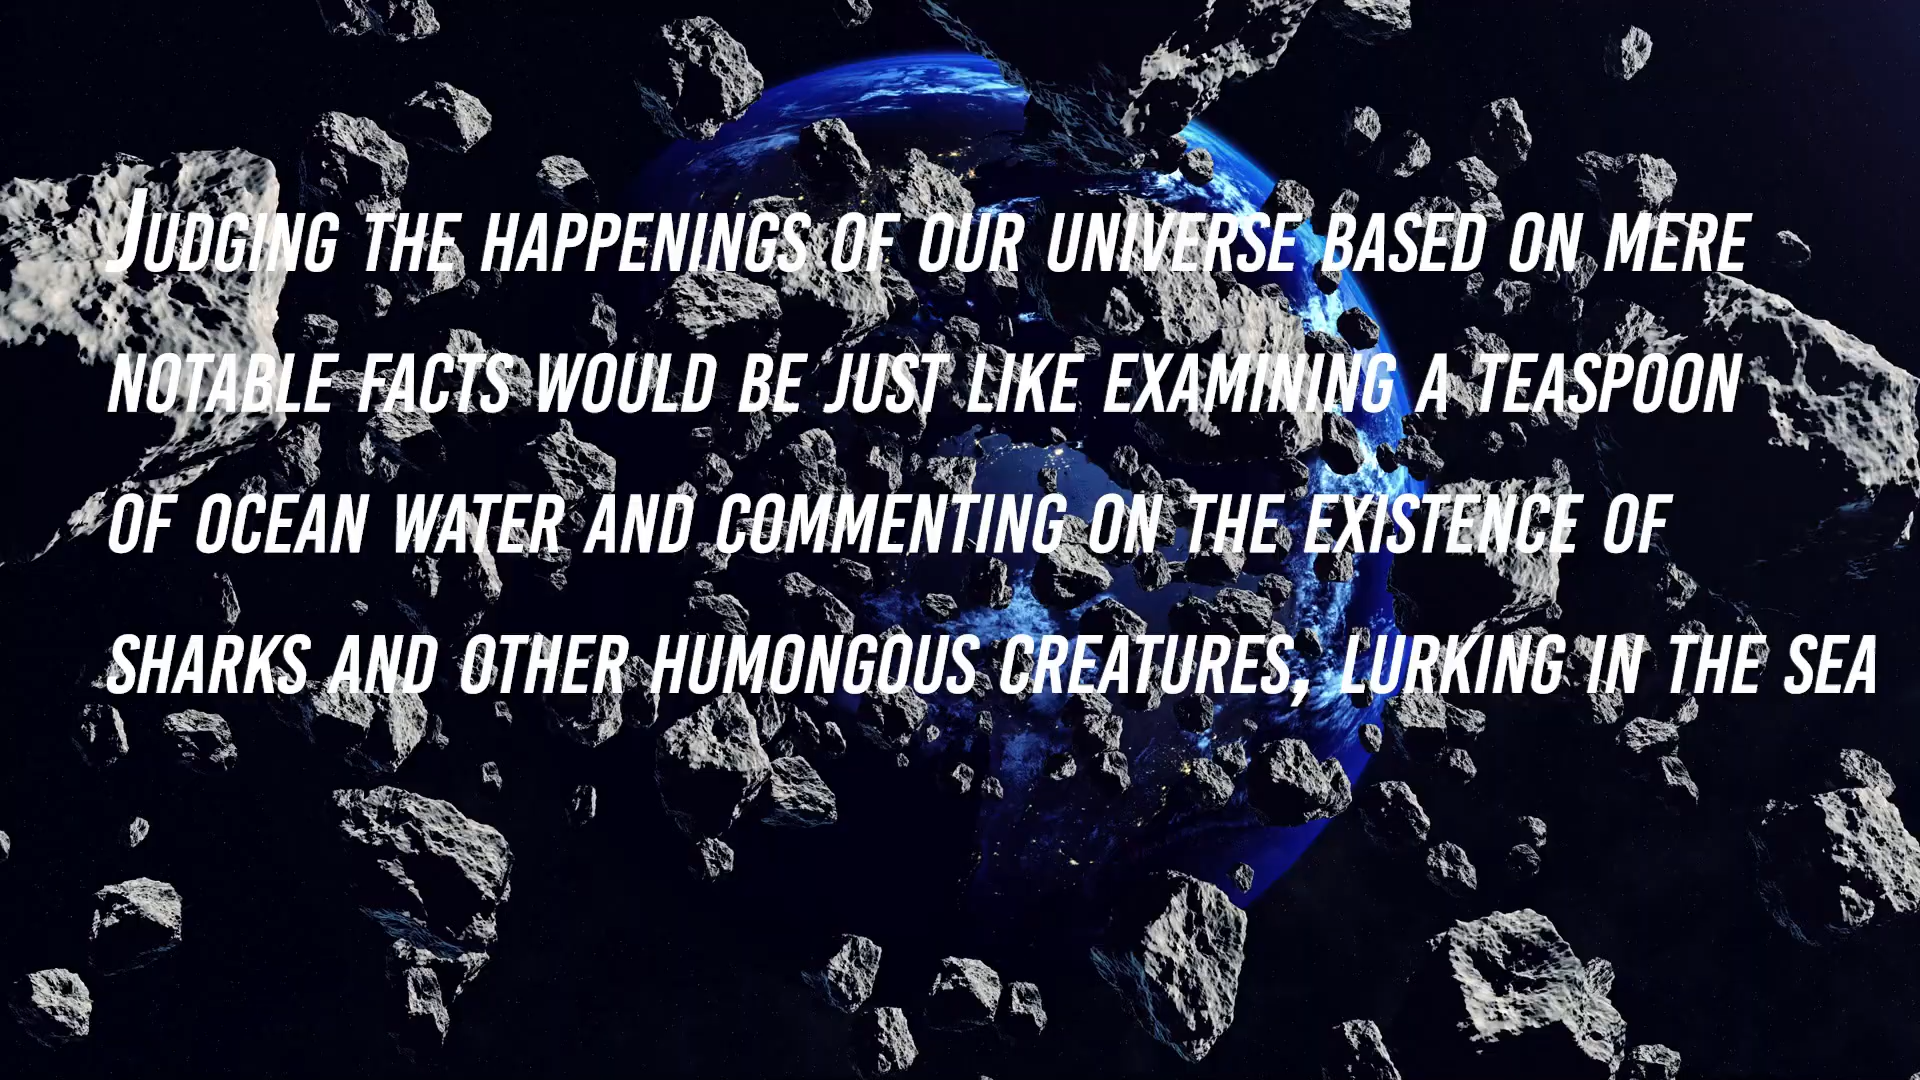 Judging the happenings of our universe based on mere
notable facts would be just like examining a teaspoon
of ocean water and commenting on the existence of
sharks and other humongous creatures, lurking in the sea